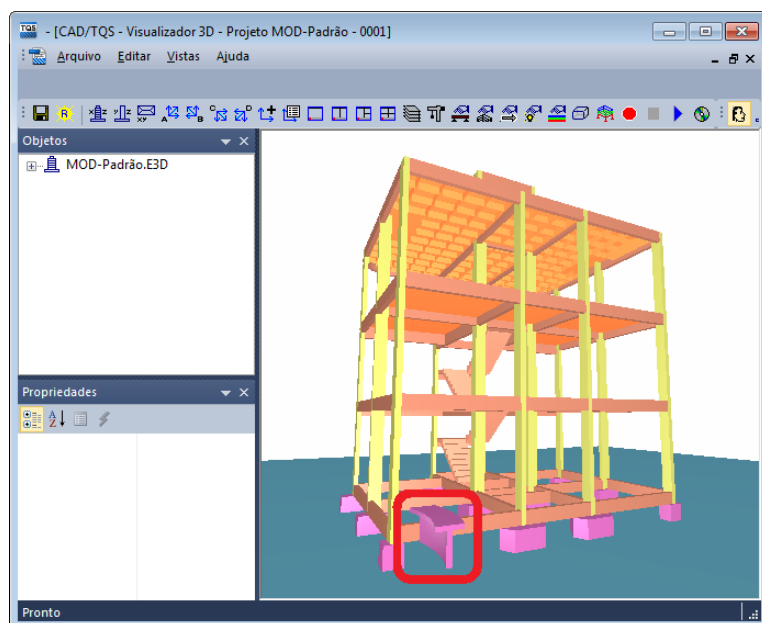 TQS - [CAD/TQS - Visualizador 3D - Projeto MOD-Padrão - 0001]
Arquivo Editar Vistas Ajuda
Objetos
MOD-Padrão.E3D
Propriedades
Pronto